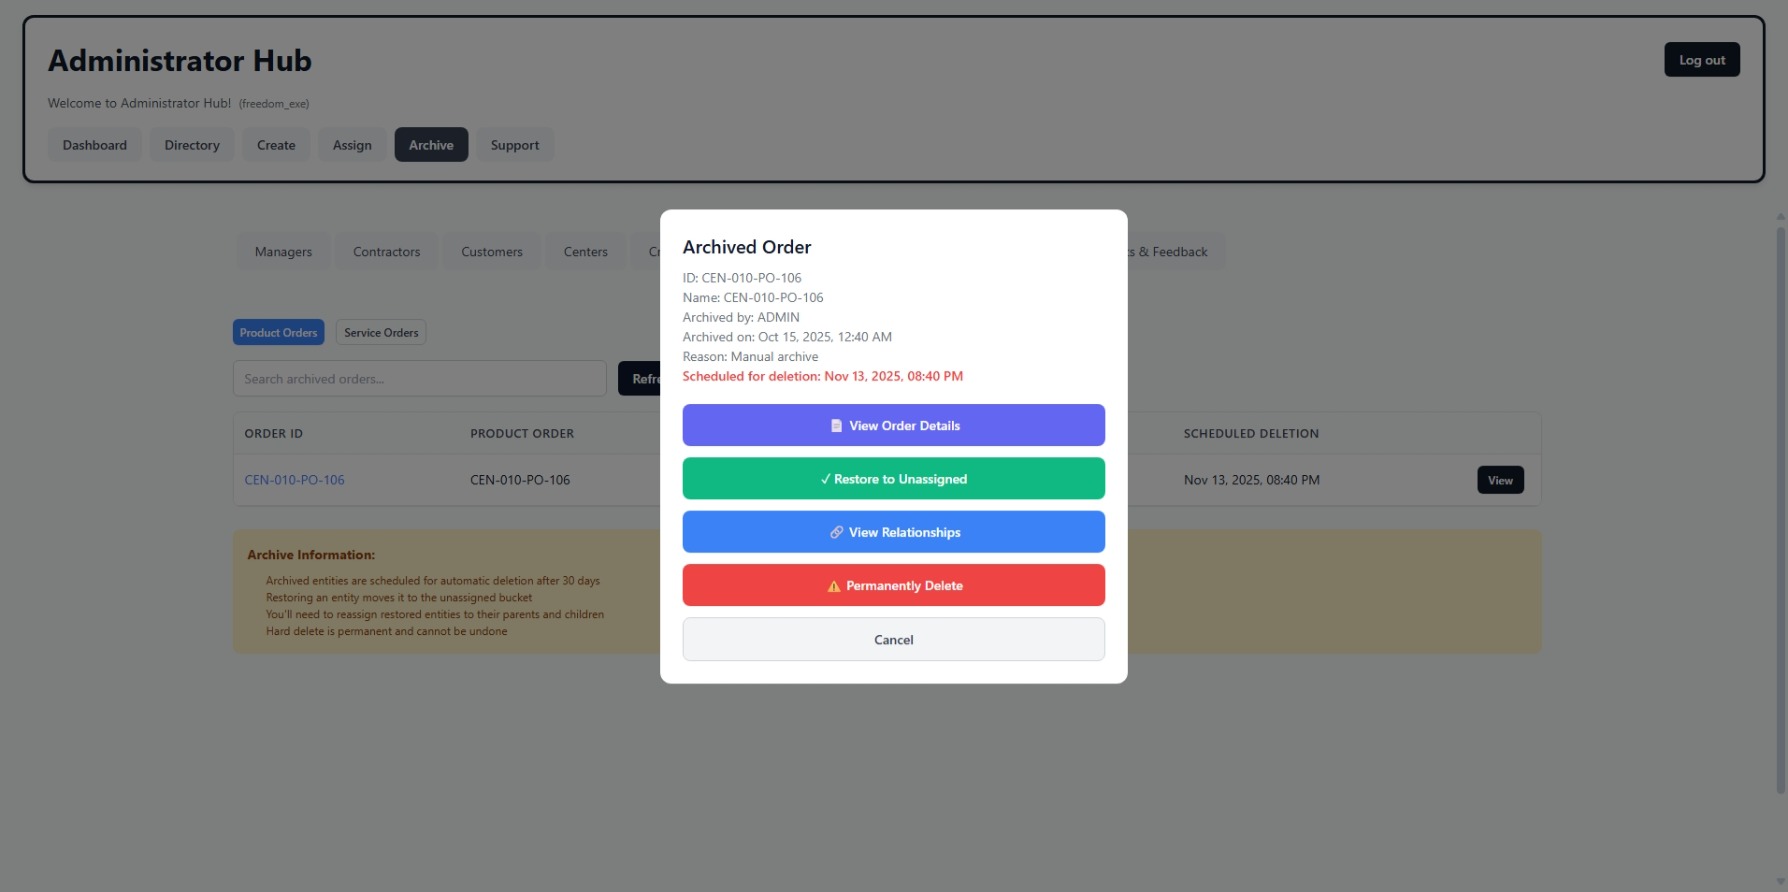 Administrator Hub
Log out
Welcome to Administrator Hub! (freedom_exe)
Dashboard Directory Create Assign Archive Support
Managers Contractors Customers Centers & Feedback
Product Orders Service Orders
Search archived orders...
ORDER ID PRODUCT ORDER SCHEDULED DELETION
CEN-010-PO-106 CEN-010-PO-106 Nov 13, 2025, 08:40 PM View
Archive Information:
Archived entities are scheduled for automatic deletion after 30 days
Restoring an entity moves it to the unassigned bucket
You'll need to reassign restored entities to their parents and children
Hard delete is permanent and cannot be undone
Archived Order
ID: CEN-010-PO-106
Name: CEN-010-PO-106
Archived by: ADMIN
Archived on: Oct 15, 2025, 12:40 AM
Reason: Manual archive
Scheduled for deletion: Nov 13, 2025, 08:40 PM
View Order Details
✓ Restore to Unassigned
View Relationships
Permanently Delete
Cancel